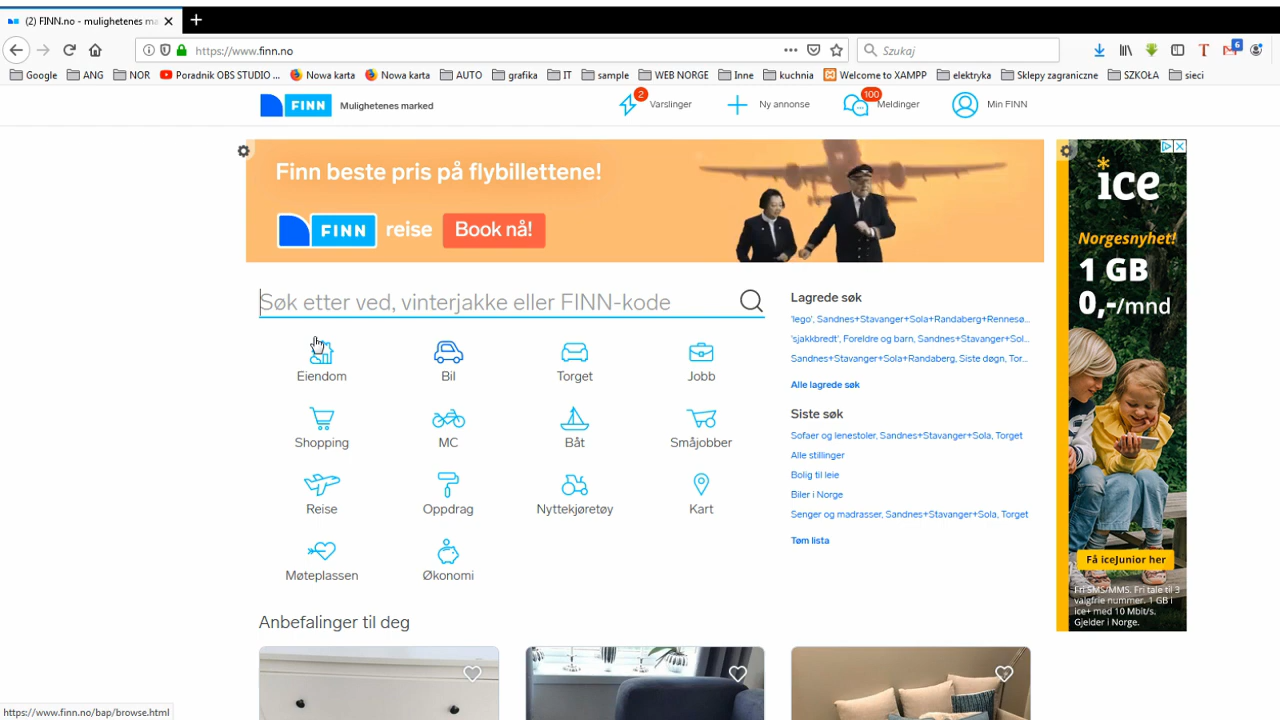 (2) FINN.no - mulighetenes ma
https://www.finn.no
Szukaj
6
Google
ANG
NOR
Poradnik OBS STUDIO ...
Nowa karta
Nowa karta
AUTO
grafika
IT
sample
WEB NORGE
Inne
kuchnia
Welcome to XAMPP
elektryka
Sklepy zagraniczne
SZKOŁA
sieci
FINN
Mulighetenes marked
2
Varslinger
Ny annonse
100
Meldinger
Min FINN
Finn beste pris på flybillettene!
FINN reise
Book nå!
Søk etter ved, vinterjakke eller FINN-kode
Eiendom
Bil
Torget
Jobb
Shopping
MC
Båt
Småjobber
Reise
Oppdrag
Nyttekjøretøy
Kart
Møteplassen
Økonomi
Lagrede søk
'lego', Sandnes+Stavanger+Sola+Randaberg+Rennesø...
'sjakkbredt', Foreldre og barn, Sandnes+Stavanger+Sol...
Sandnes+Stavanger+Sola+Randaberg, Siste døgn, Tor...
Alle lagrede søk
Siste søk
Sofaer og lenestoler, Sandnes+Stavanger+Sola, Torget
Alle stillinger
Bolig til leie
Biler i Norge
Senger og madrasser, Sandnes+Stavanger+Sola, Torget
Tøm lista
ice
Norgesnyhet!
1 GB
0,-/mnd
Få iceJunior her
Fri SMS/MMS. Fri tale til 3
valgfrie nummer. 1 GB i
ice+ med 10 Mbit/s.
Gjelder i Norge.
Anbefalinger til deg
https://www.finn.no/bap/browse.html